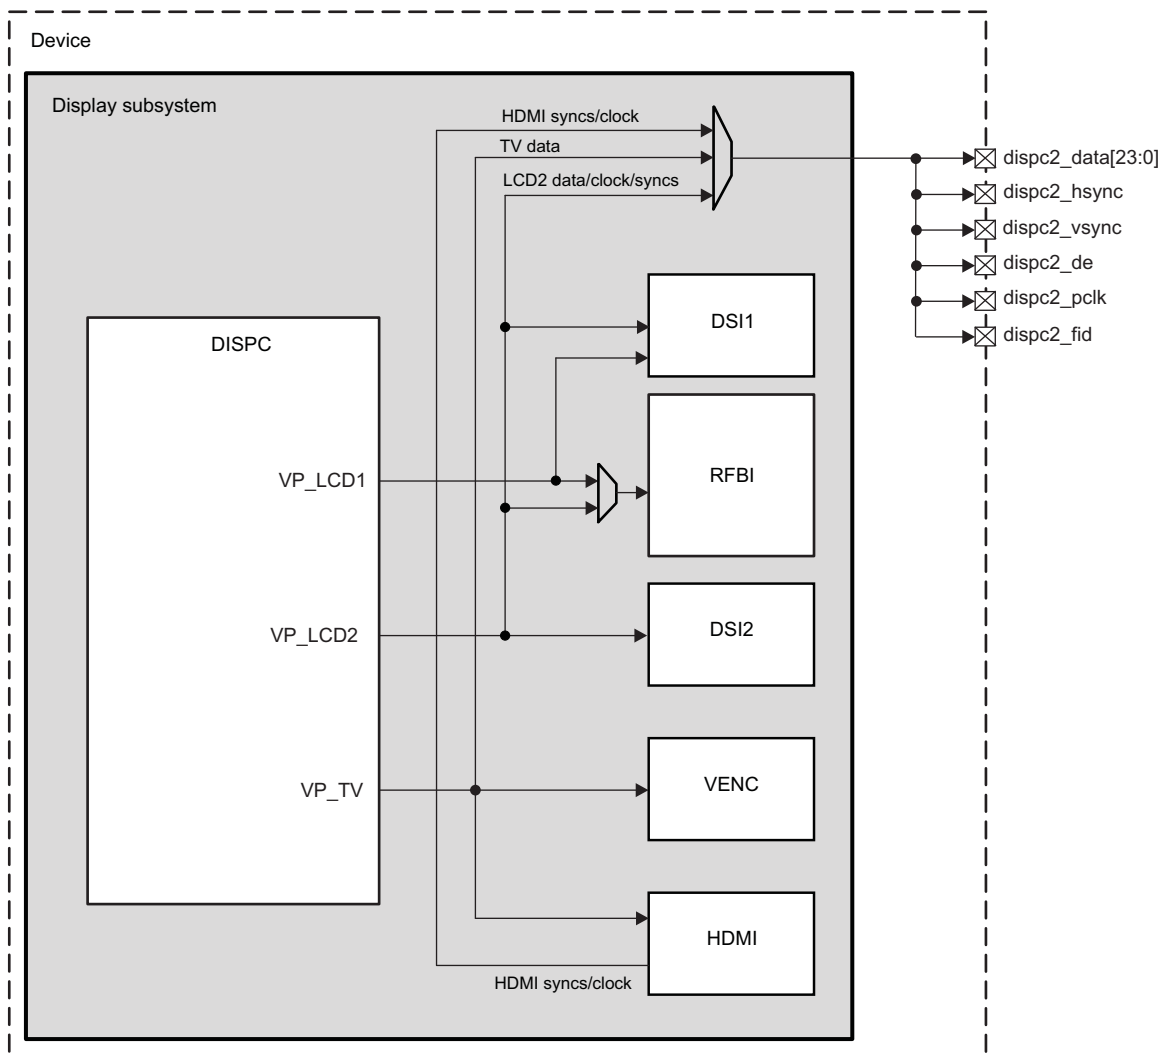 Device
Display subsystem
HDMI syncs/clock
TV data
LCD2 data/clock/syncs
dispc2_data[23:0]
dispc2_hsync
dispc2_vsync
dispc2_de
dispc2_pclk
dispc2_fid
DISPC
VP_LCD1
VP_LCD2
VP_TV
DSI1
RFBI
DSI2
VENC
HDMI
HDMI syncs/clock